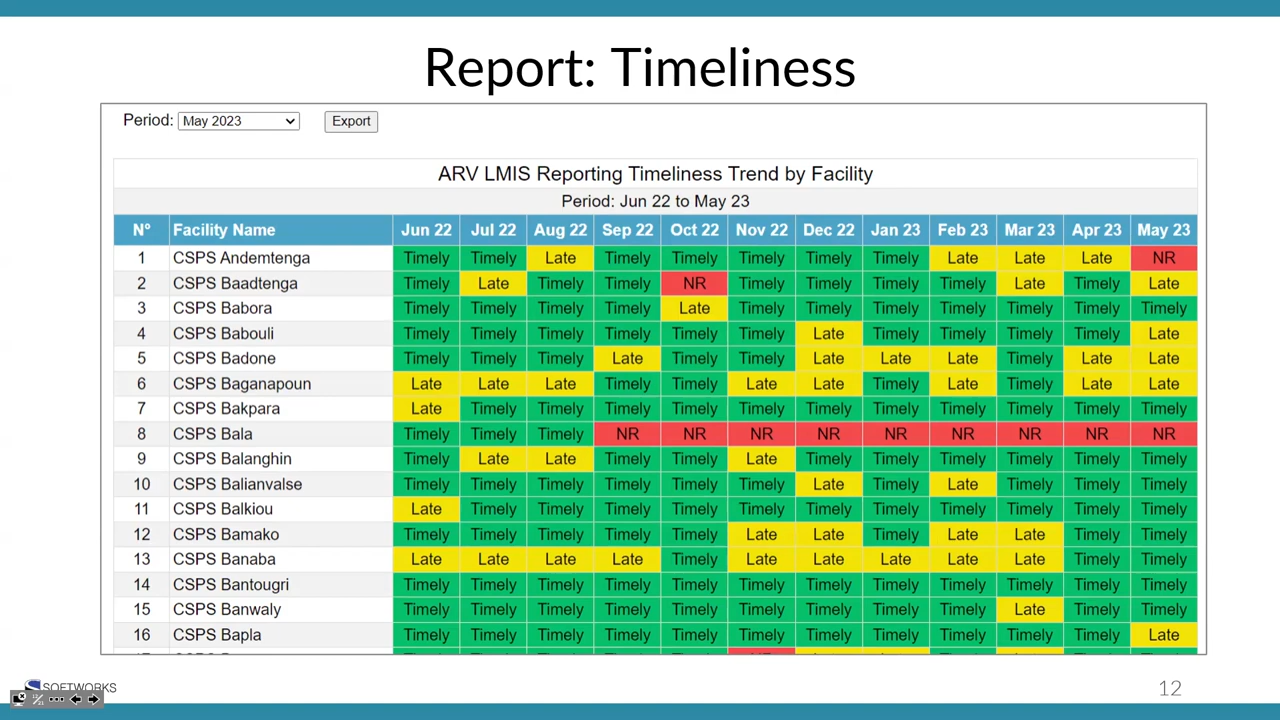 Report: Timeliness
Period: May 2023 Export
ARV LMIS Reporting Timeliness Trend by Facility
Period: Jun 22 to May 23
N° Facility Name Jun 22 Jul 22 Aug 22 Sep 22 Oct 22 Nov 22 Dec 22 Jan 23 Feb 23 Mar 23 Apr 23 May 23
1 CSPS Andemtenga Timely Timely Late Timely Timely Timely Timely Timely Late Late Late NR
2 CSPS Baadtenga Timely Late Timely Timely NR Timely Timely Timely Timely Late Timely Late
3 CSPS Babora Timely Timely Timely Timely Late Timely Timely Timely Timely Timely Timely Timely
4 CSPS Babouli Timely Timely Timely Timely Timely Timely Late Timely Timely Timely Timely Late
5 CSPS Badone Timely Timely Timely Late Timely Timely Late Late Late Timely Late Late
6 CSPS Baganapoun Late Late Late Timely Timely Late Late Timely Late Timely Late Late
7 CSPS Bakpara Late Timely Timely Timely Timely Timely Timely Timely Timely Timely Timely Timely
8 CSPS Bala Timely Timely Timely NR NR NR NR NR NR NR NR NR
9 CSPS Balanghin Timely Late Late Timely Timely Late Timely Timely Timely Timely Timely Timely
10 CSPS Balianvalse Timely Timely Timely Timely Timely Timely Late Timely Late Timely Timely Timely
11 CSPS Balkiou Late Timely Timely Timely Timely Timely Timely Timely Timely Timely Timely Timely
12 CSPS Bamako Timely Timely Timely Timely Timely Late Late Timely Late Late Timely Timely
13 CSPS Banaba Late Late Late Late Timely Late Late Late Late Late Timely Timely
14 CSPS Bantougri Timely Timely Timely Timely Timely Timely Timely Timely Timely Timely Timely Timely
15 CSPS Banwaly Timely Timely Timely Timely Timely Timely Timely Timely Timely Late Timely Timely
16 CSPS Bapla Timely Timely Timely Timely Timely Timely Timely Timely Timely Timely Timely Late
SOFTWORKS
12